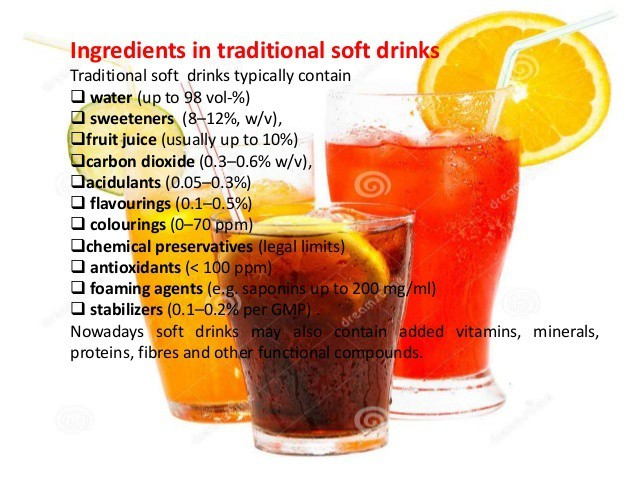 Ingredients in traditional soft drinks
Traditional soft drinks typically contain
❑ water (up to 98 vol-%)
❑ sweeteners (8–12%, w/v),
❑fruit juice (usually up to 10%)
❑carbon dioxide (0.3–0.6% w/v),
❑acidulants (0.05–0.3%)
❑ flavourings (0.1–0.5%)
❑ colourings (0–70 ppm)
❑chemical preservatives (legal limits)
❑ antioxidants (< 100 ppm)
❑ foaming agents (e.g. saponins up to 200 mg/ml)
❑ stabilizers (0.1–0.2% per GMP) .
Nowadays soft drinks may also contain added vitamins, minerals,
proteins, fibres and other functional compounds.